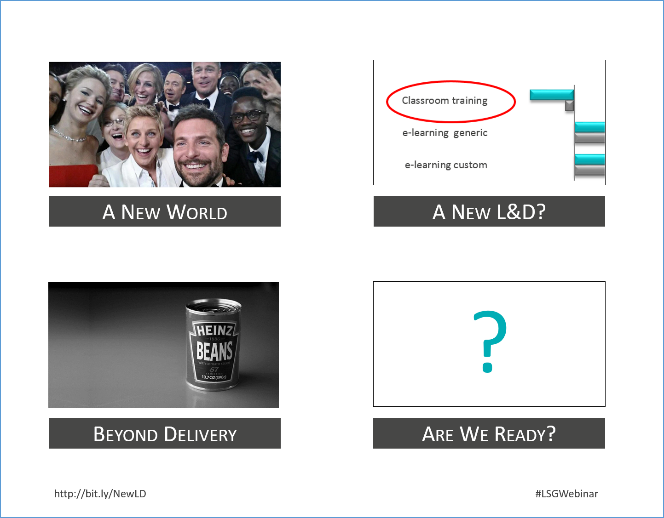 Classroom training
e-learning generic
e-learning custom
A NEW WORLD
A NEW L&D?
HEINZ
BEANS
57
?
BEYOND DELIVERY
ARE WE READY?
http://bit.ly/NewLD
#LSGWebinar